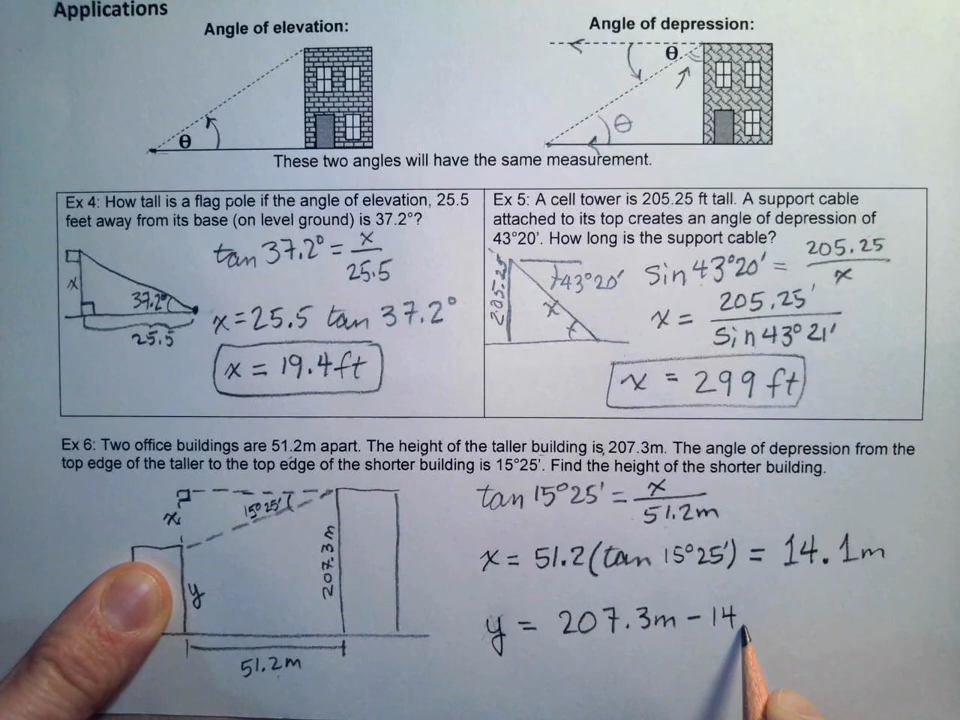 Applications
Angle of elevation:
Angle of depression:
θ
θ
θ
These two angles will have the same measurement.
Ex 4: How tall is a flag pole if the angle of elevation, 25.5
feet away from its base (on level ground) is 37.2°?
tan 37.2° = x/25.5
x
37.2°
25.5
x = 25.5 tan 37.2°
x = 19.4 ft
Ex 5: A cell tower is 205.25 ft tall. A support cable
attached to its top creates an angle of depression of
43°20'. How long is the support cable?
205.25'
43°20'
x
sin 43°20' = 205.25/x
x = 205.25'/sin 43°21'
x = 299 ft
Ex 6: Two office buildings are 51.2m apart. The height of the taller building is 207.3m. The angle of depression from the
top edge of the taller to the top edge of the shorter building is 15°25'. Find the height of the shorter building.
x
15°25'
y
207.3m
51.2m
tan 15°25' = x/51.2m
x = 51.2(tan 15°25') = 14.1m
y = 207.3m - 14.